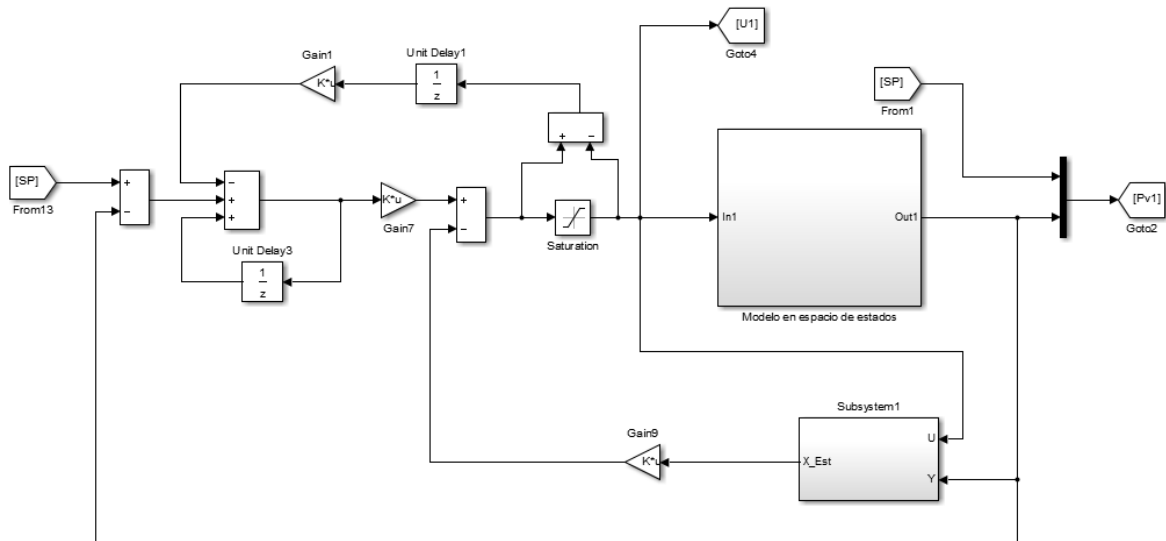 [U1]
Goto4
Gain1
K*u
Unit Delay1
1
z
[SP]
From1
+
−
[SP]
From13
+
−
−
+
+
K*u
Gain7
+
−
Saturation
In1
Out1
Modelo en espacio de estados
[Pv1]
Goto2
Unit Delay3
1
z
Subsystem1
U
X_Est
Y
Gain9
K*u